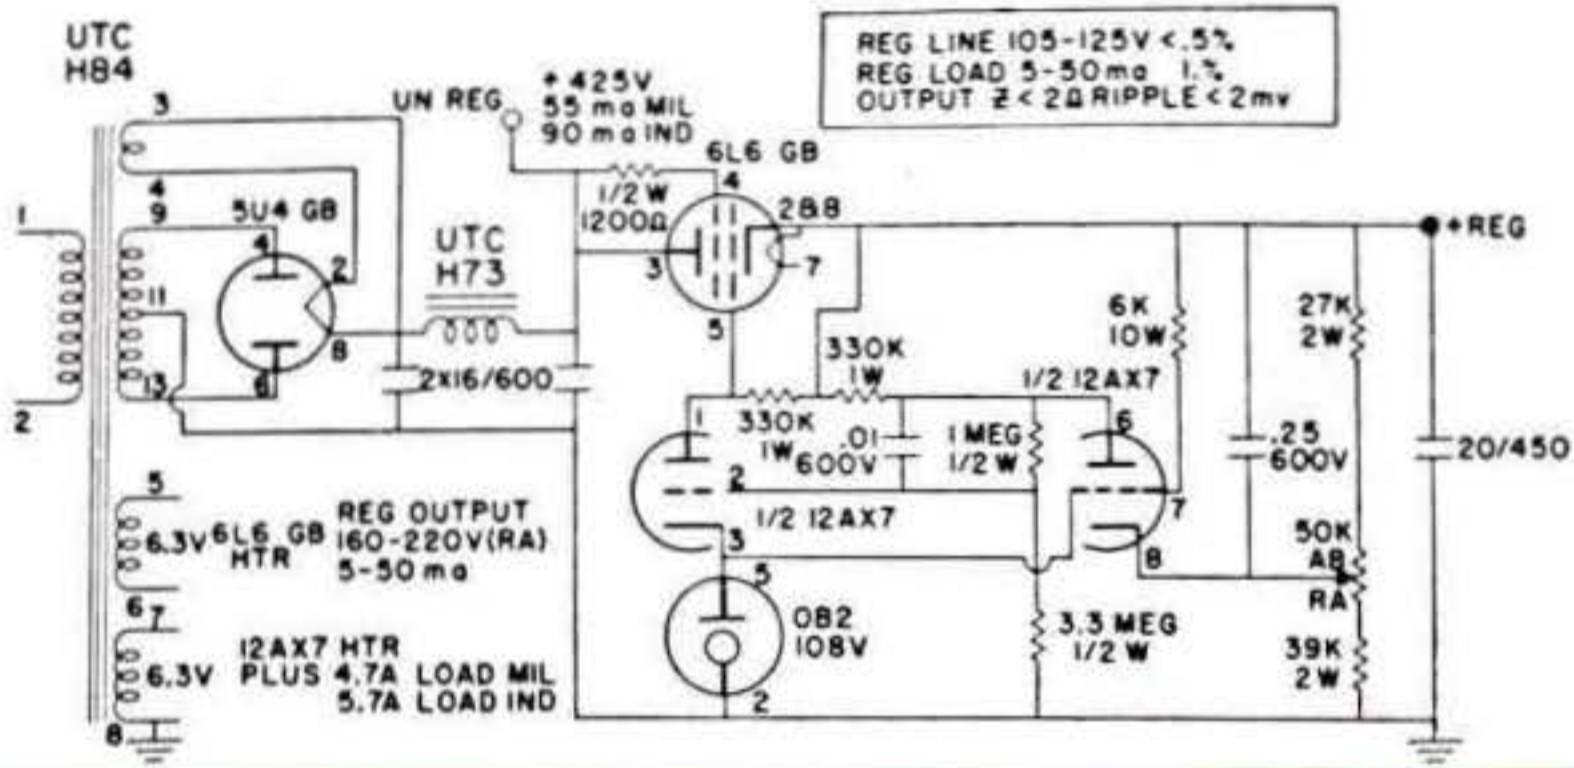 UTC
H84
REG LINE 105-125V <.5%
REG LOAD 5-50 ma 1.%
OUTPUT Z < 2Ω RIPPLE < 2mv
UN REG
+ 425V
55 ma MIL
90 ma IND
3
4
9
11
13
1
2
5U4 GB
4
2
8
6
UTC
H73
2X16/600
1/2 W
1200Ω
6L6 GB
4
2&8
3
7
5
+ REG
330K
1W
330K
1W
.01
600V
1 MEG
1/2 W
6K
10W
1/2 12AX7
6
7
8
27K
2W
.25
600V
20/450
1
2
3
1/2 12AX7
50K
AB
RA
5
OB2
108V
2
3.3 MEG
1/2 W
39K
2W
5
6.3V 6L6 GB
HTR
REG OUTPUT
160-220V(RA)
5-50 ma
6
7
6.3V
12AX7 HTR
PLUS 4.7A LOAD MIL
5.7A LOAD IND
8